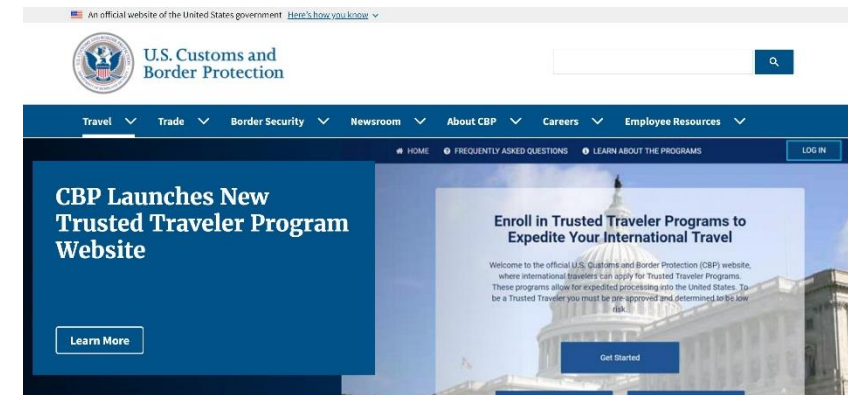 An official website of the United States government Here's how you know
U.S. Customs and
Border Protection
Travel Trade Border Security Newsroom About CBP Careers Employee Resources
HOME FREQUENTLY ASKED QUESTIONS LEARN ABOUT THE PROGRAMS LOG IN
CBP Launches New
Trusted Traveler Program
Website
Learn More
Enroll in Trusted Traveler Programs to
Expedite Your International Travel
Welcome to the official U.S. Customs and Border Protection (CBP) website,
where international travelers can apply for Trusted Traveler Programs.
These programs allow for expedited processing into the United States. To
be a Trusted Traveler you must be pre-approved and determined to be low
risk.
Get Started